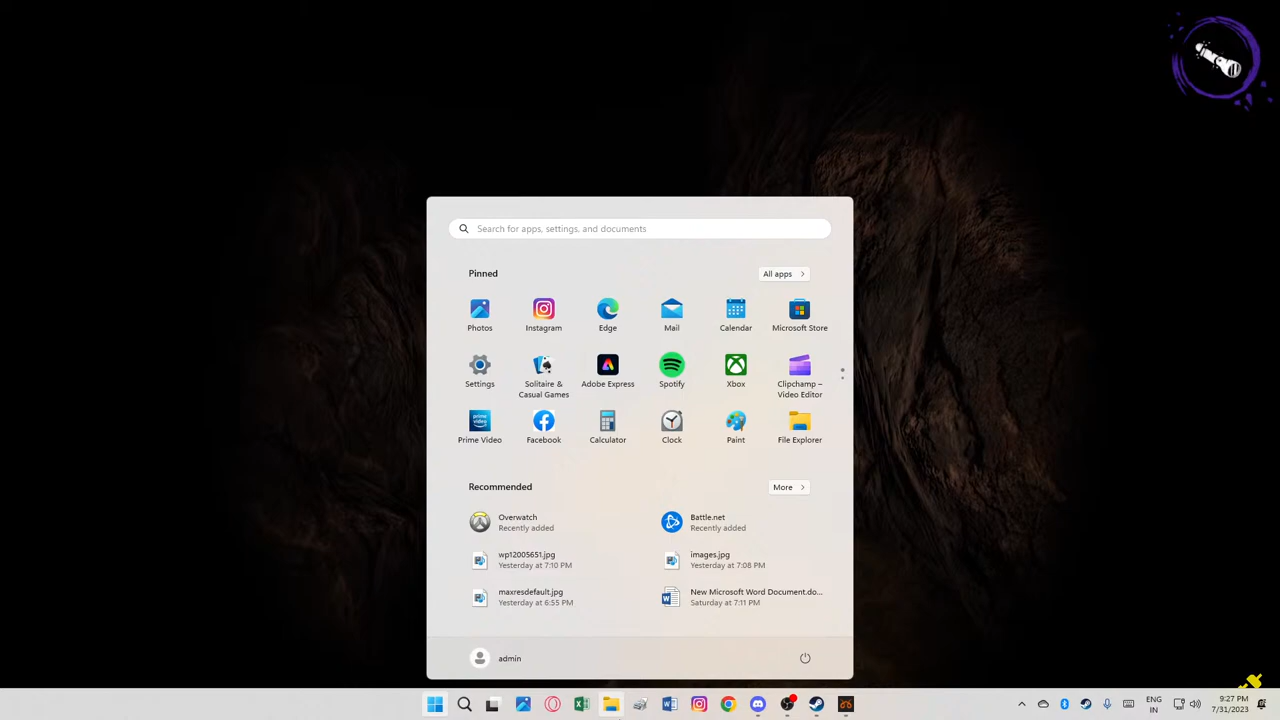 Search for apps, settings, and documents
Pinned
All apps
Photos
Instagram
Edge
Mail
Calendar
Microsoft Store
Settings
Solitaire &
Casual Games
Adobe Express
Spotify
Xbox
Clipchamp –
Video Editor
prime
video
Prime Video
Facebook
Calculator
Clock
Paint
File Explorer
Recommended
More
Overwatch
Recently added
Battle.net
Recently added
wp12005651.jpg
Yesterday at 7:10 PM
images.jpg
Yesterday at 7:08 PM
maxresdefault.jpg
Yesterday at 6:55 PM
New Microsoft Word Document.do...
Saturday at 7:11 PM
admin
ENG
IN
9:27 PM
7/31/2023